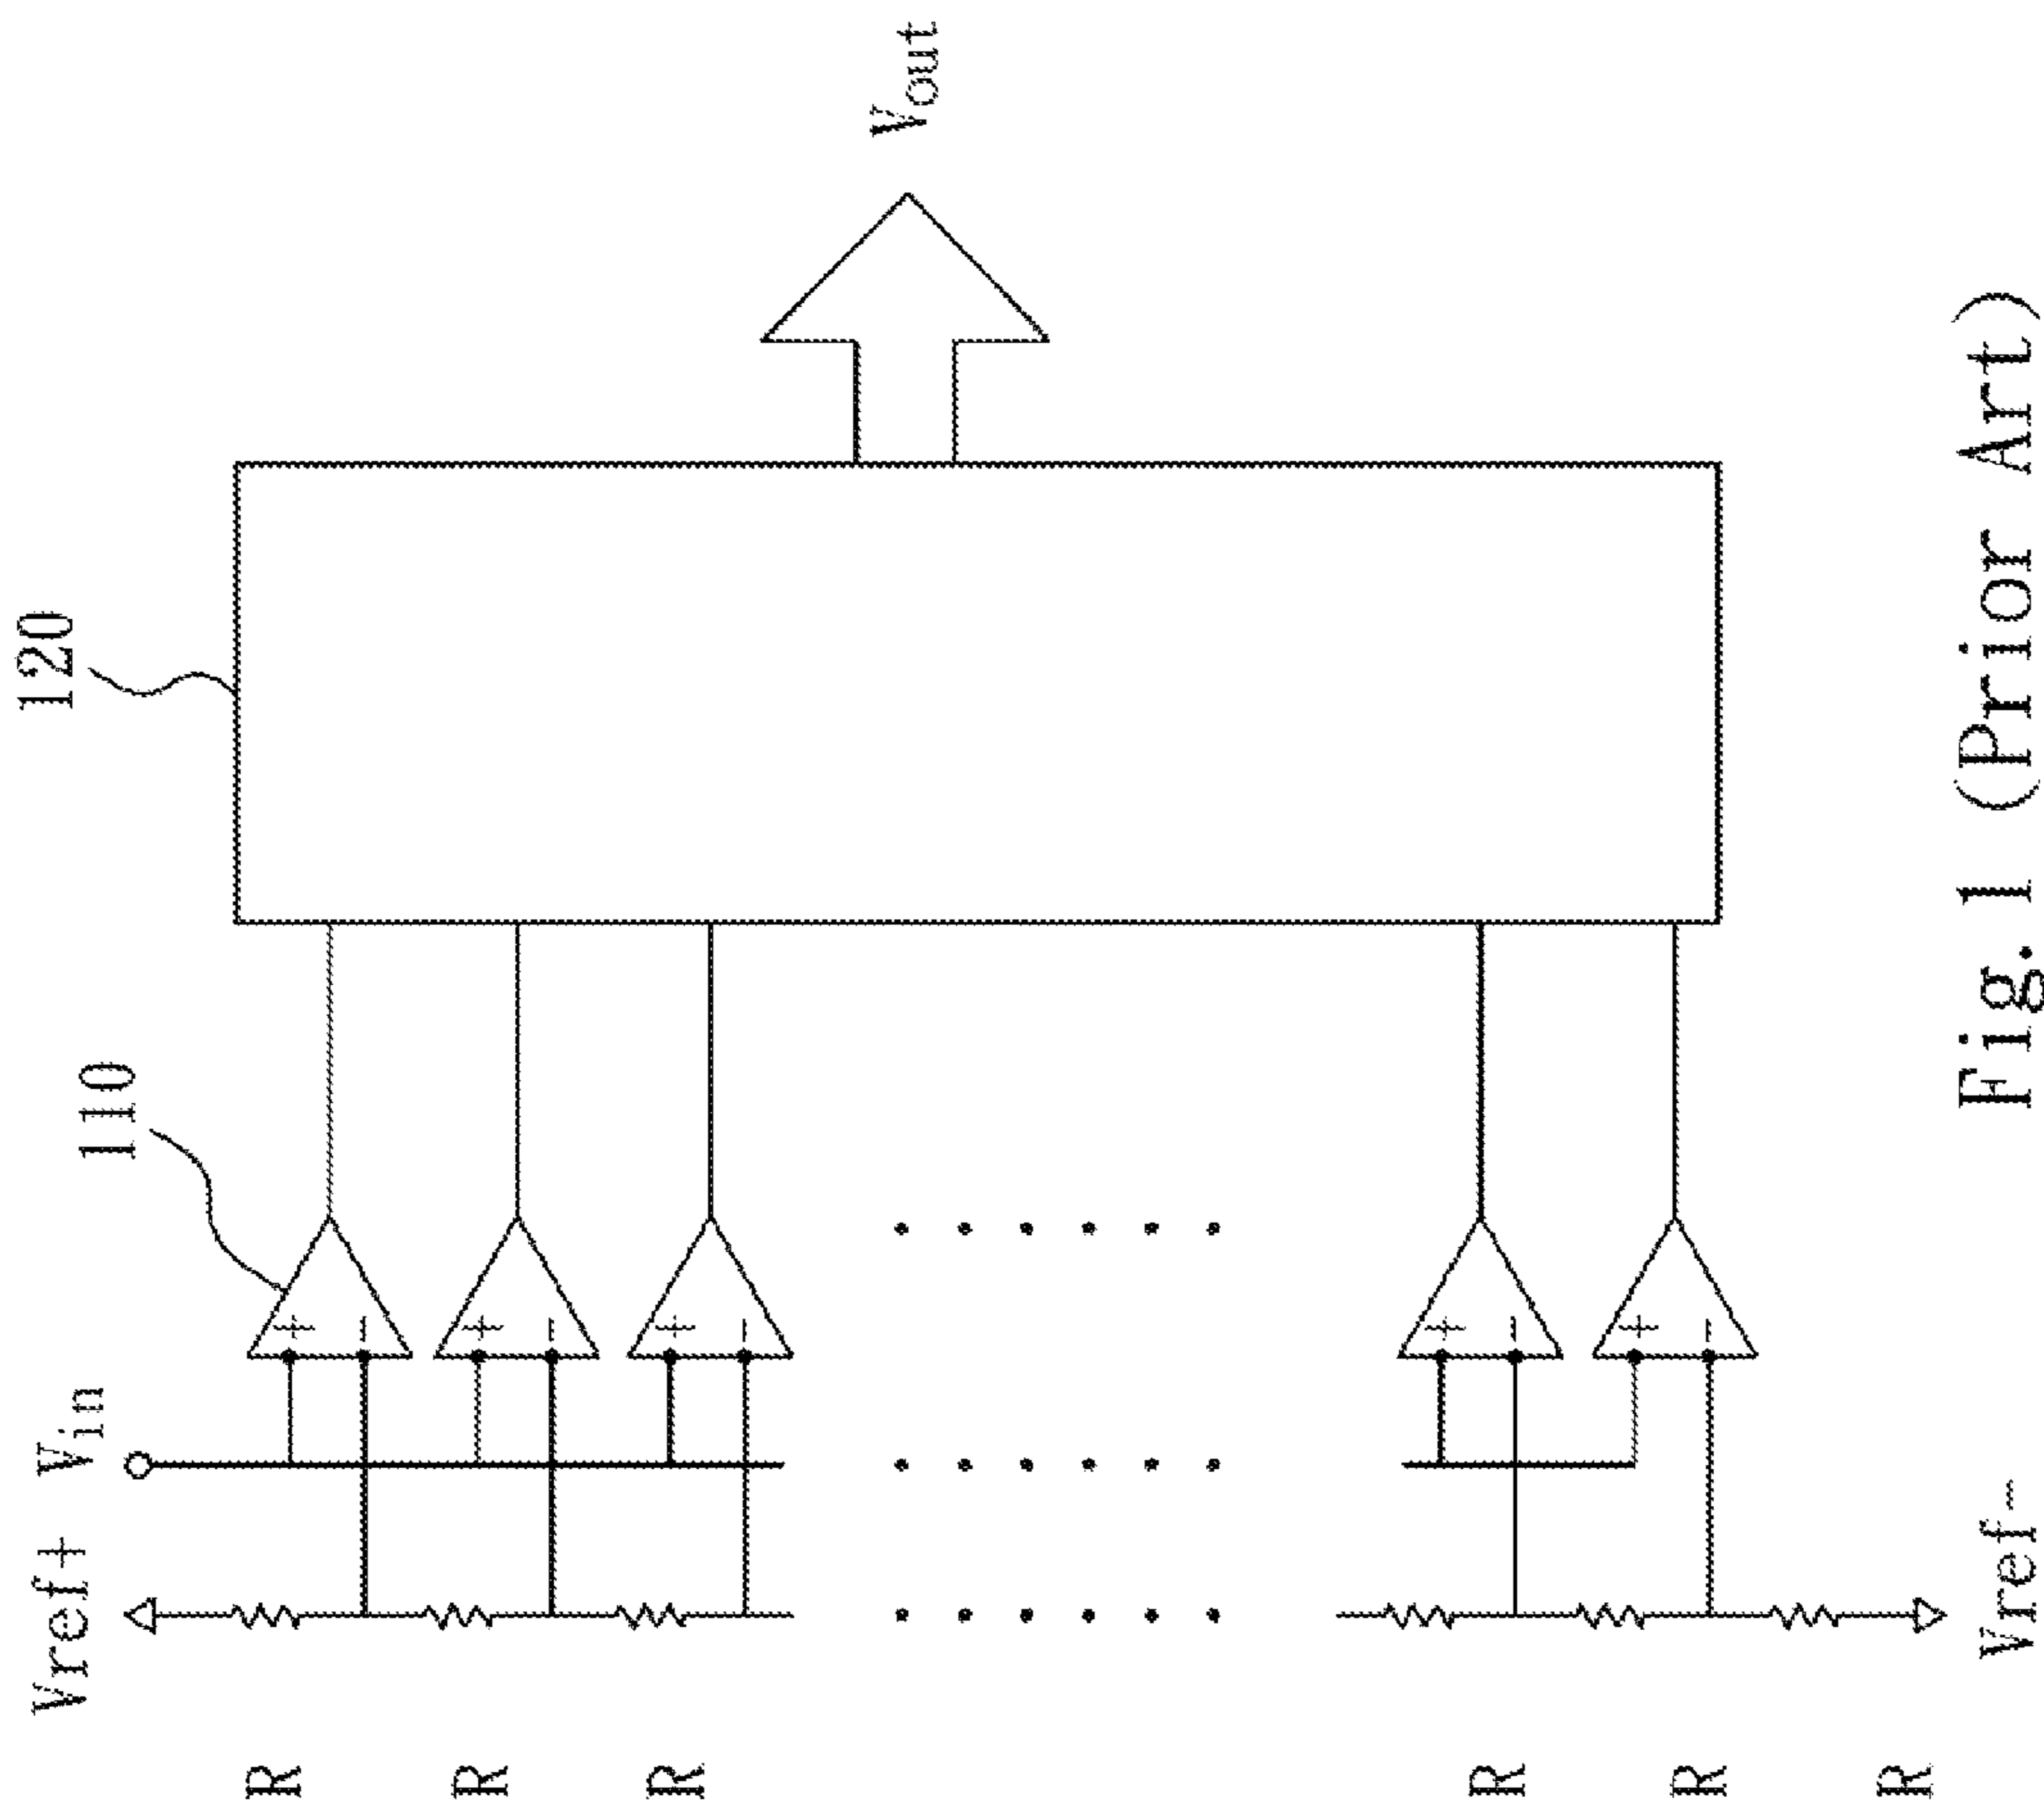 120
110
Vref+
Vin
Vout
+
-
+
-
+
-
+
-
+
-
R
R
R
R
R
R
Vref-
Fig. 1 (Prior Art)